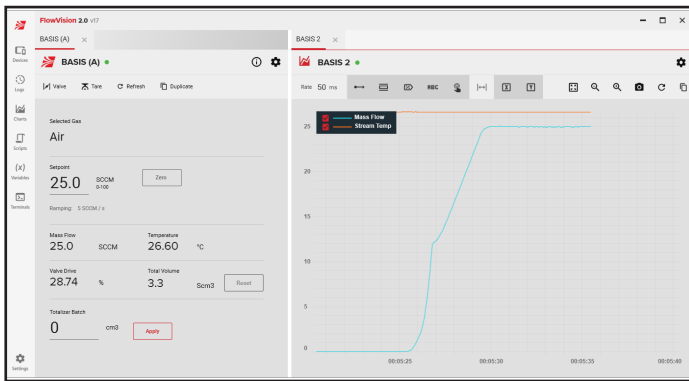 FlowVision 2.0 v17
BASIS (A)
BASIS 2
Devices
Logs
Charts
Scripts
(x)
Variables
Terminals
Settings
BASIS (A)
Valve
Tare
Refresh
Duplicate
Selected Gas
Air
Setpoint
25.0 SCCM
0-100
Zero
Ramping: 5 SCCM / s
Mass Flow
25.0 SCCM
Temperature
26.60 °C
Valve Drive
28.74 %
Total Volume
3.3 Scm3
Reset
Totalizer Batch
0 cm3
Apply
BASIS 2
Rate 50 ms
RBC
X
Y
Mass Flow
Stream Temp
25
20
15
10
5
0
00:05:25
00:05:30
00:05:35
00:05:40